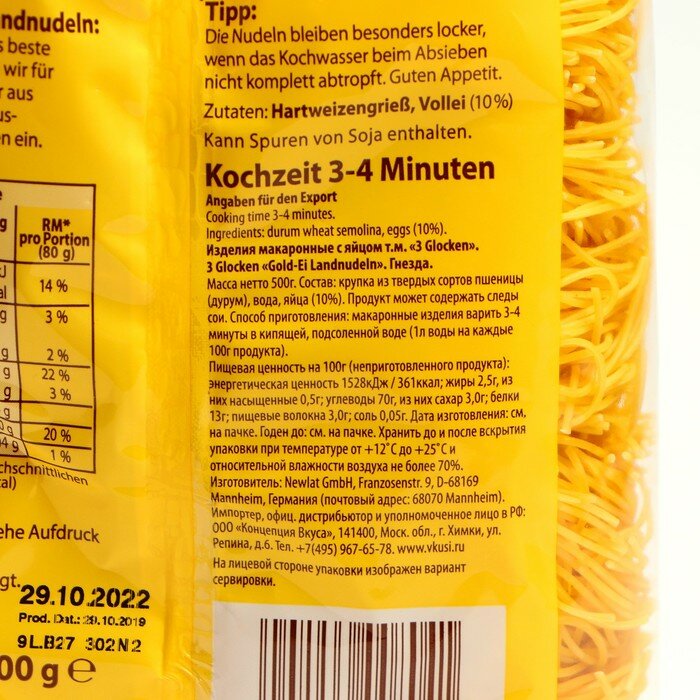 ndnudeln:
s beste
wir für
r aus
us-
n ein.
e
g
RM*
pro Portion
(80 g)
kJ
al
14 %
g
3 %
g
2 %
g
22 %
g
3 %
g
g
20 %
4 g
1 %
chschnittlichen
tal)
ehe Aufdruck
gt.
29.10.2022
Prod. Dat.: 29.10.2019
9L.B27 302N2
00 g e
Tipp:
Die Nudeln bleiben besonders locker,
wenn das Kochwasser beim Absieben
nicht komplett abtropft. Guten Appetit.
Zutaten: Hartweizengrieß, Vollei (10%)
Kann Spuren von Soja enthalten.
Kochzeit 3-4 Minuten
Angaben für den Export
Cooking time 3-4 minutes.
Ingredients: durum wheat semolina, eggs (10%).
Изделия макаронные с яйцом т.м. «3 Glocken».
3 Glocken «Gold-Ei Landnudeln». Гнезда.
Масса нетто 500г. Состав: крупка из твердых сортов пшеницы
(дурум), вода, яйца (10%). Продукт может содержать следы
сои. Способ приготовления: макаронные изделия варить 3-4
минуты в кипящей, подсоленной воде (1л воды на каждые
100г продукта).
Пищевая ценность на 100г (неприготовленного продукта):
энергетическая ценность 1528кДж / 361ккал; жиры 2,5г, из
них насыщенные 0,5г; углеводы 70г, из них сахар 3,0г; белки
13г; пищевые волокна 3,0г; соль 0,05г. Дата изготовления: см,
на пачке. Годен до: см. на пачке. Хранить до и после вскрытия
упаковки при температуре от +12˚C до +25˚C и
относительной влажности воздуха не более 70%.
Изготовитель: Newlat GmbH, Franzosenstr. 9, D-68169
Mannheim, Германия (почтовый адрес: 68070 Mannheim).
Импортер, офиц. дистрибьютор и уполномоченное лицо в РФ:
ООО «Концепция Вкуса», 141400, Моск. обл., г. Химки, ул.
Репина, д.6. Тел. +7(495) 967-65-78. www.vkusi.ru
На лицевой стороне упаковки изображен вариант
сервировки.